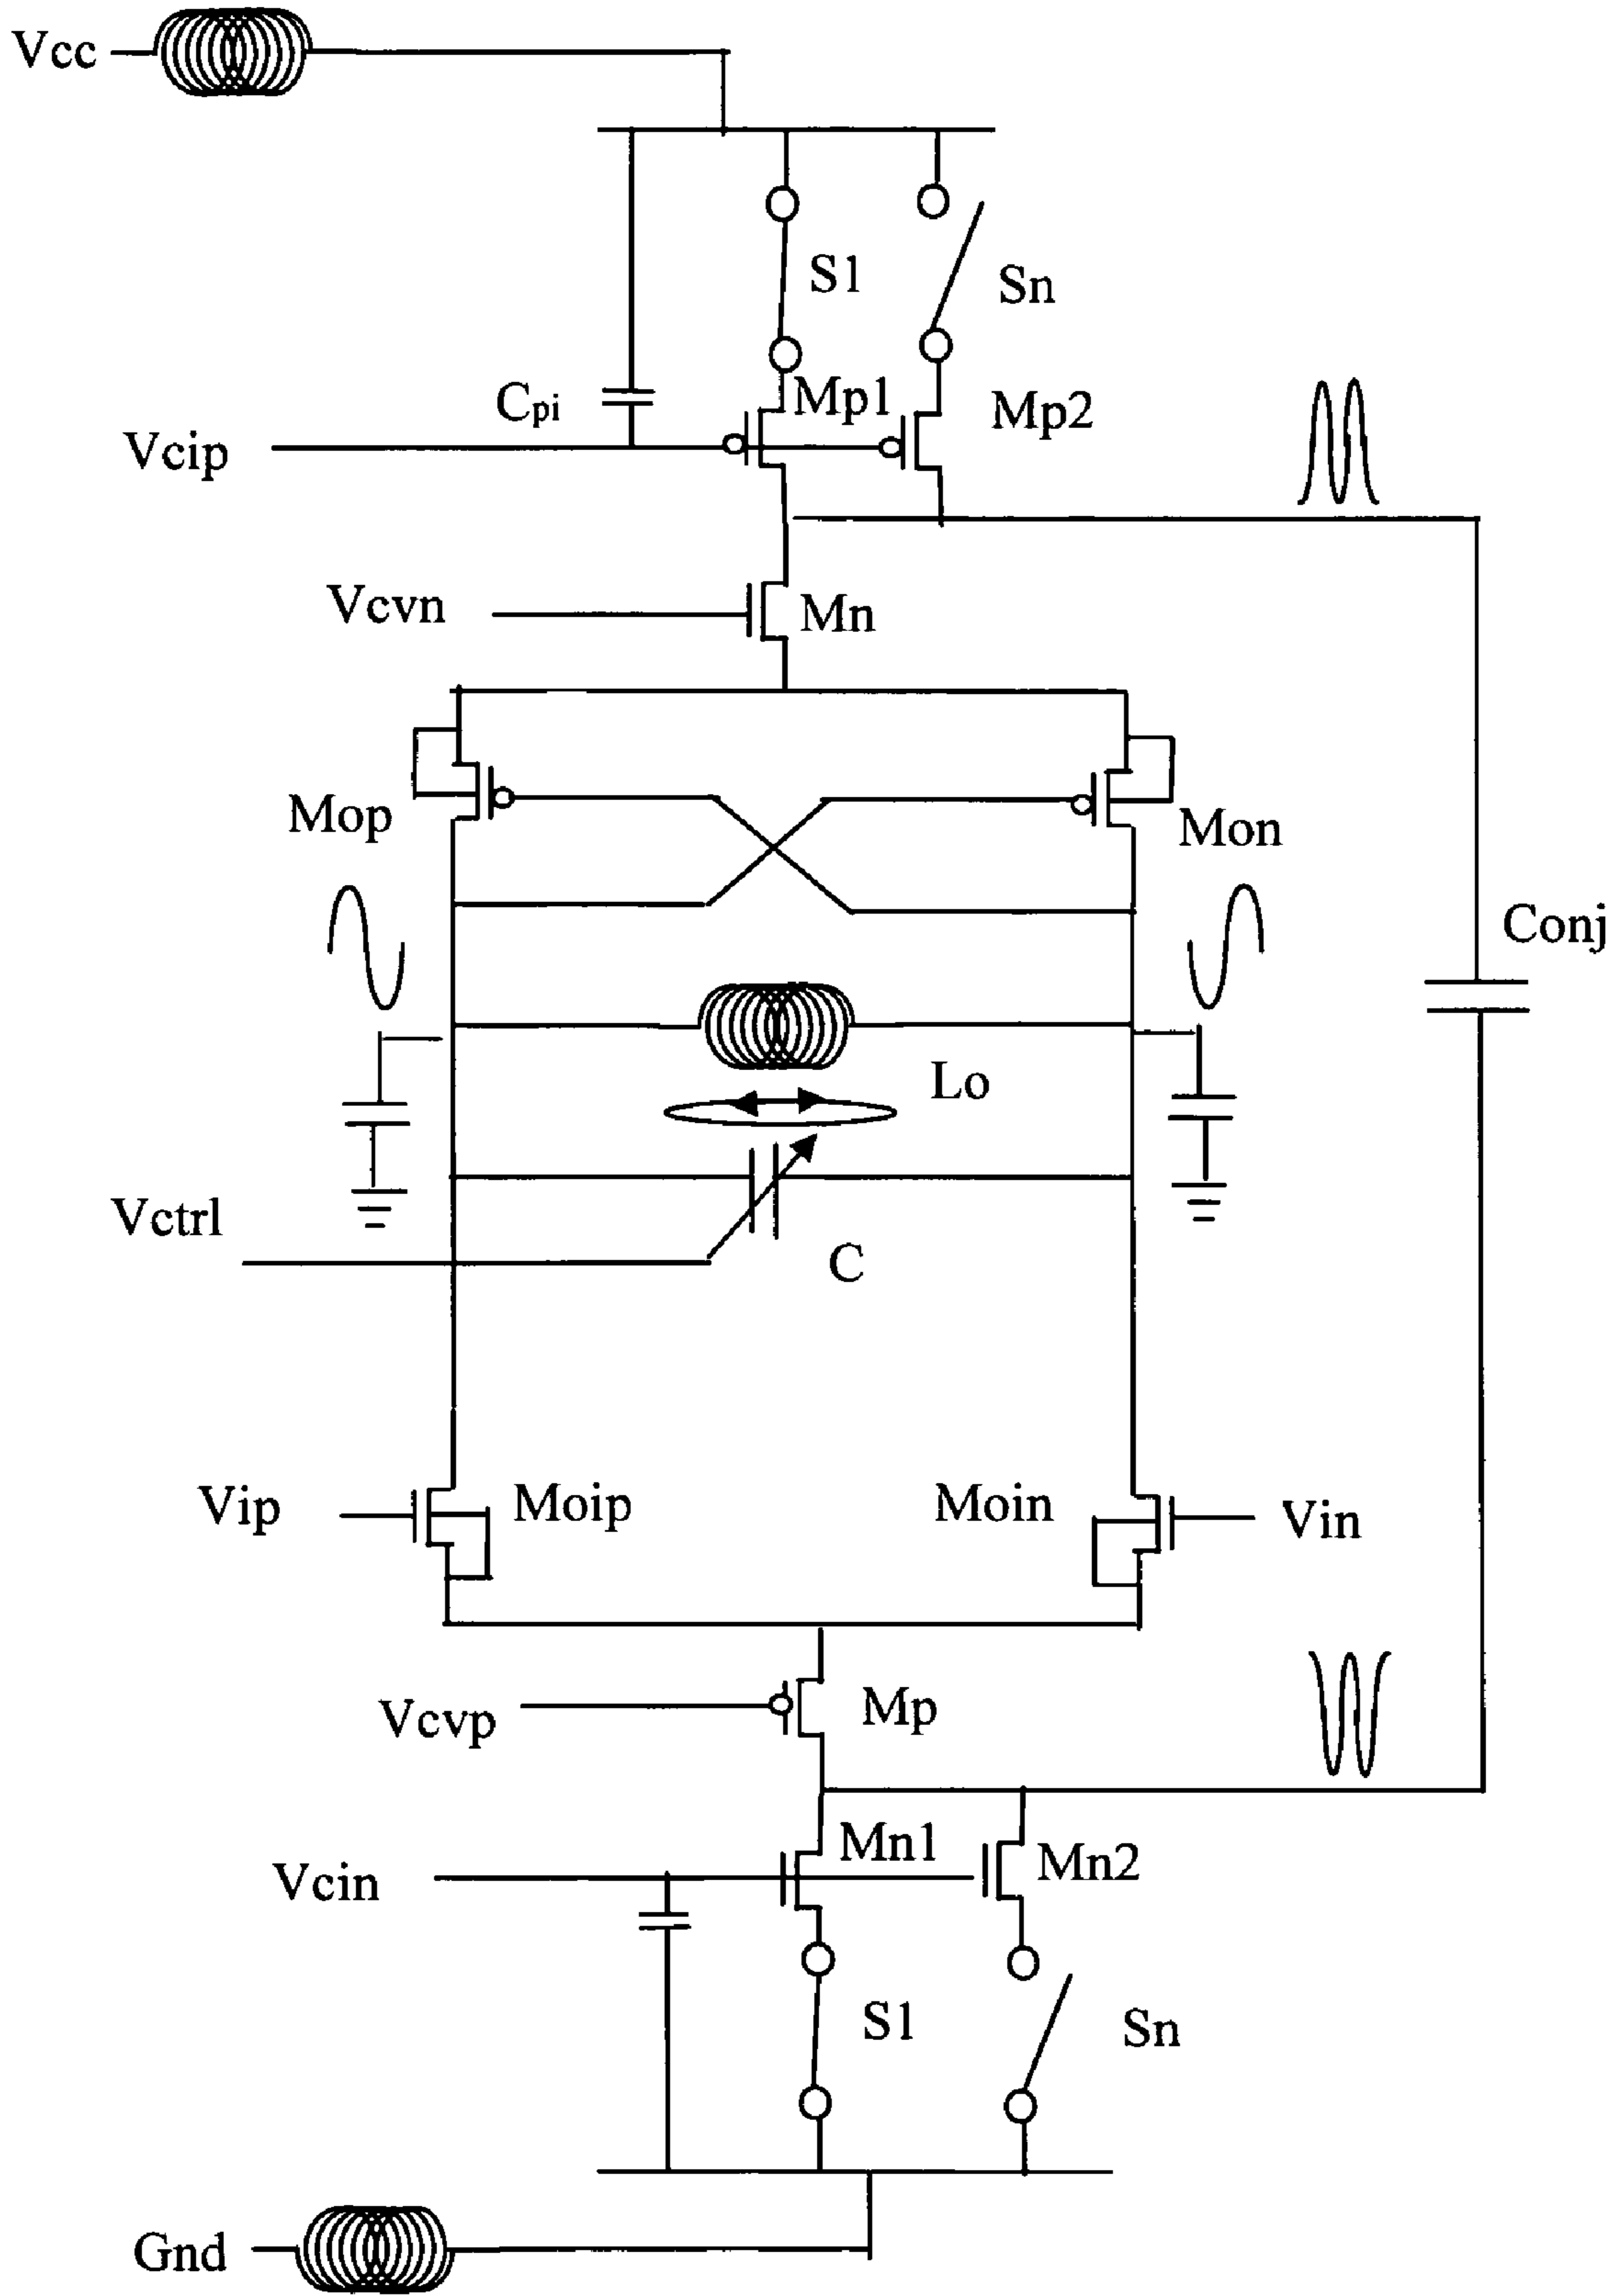 Vcc
S1
Sn
Cpi
Mp1
Mp2
Vcip
Vcvn
Mn
Mop
Mon
Conj
Lo
Vctrl
C
Vip
Moip
Moin
Vin
Vcvp
Mp
Mn1
Mn2
Vcin
S1
Sn
Gnd